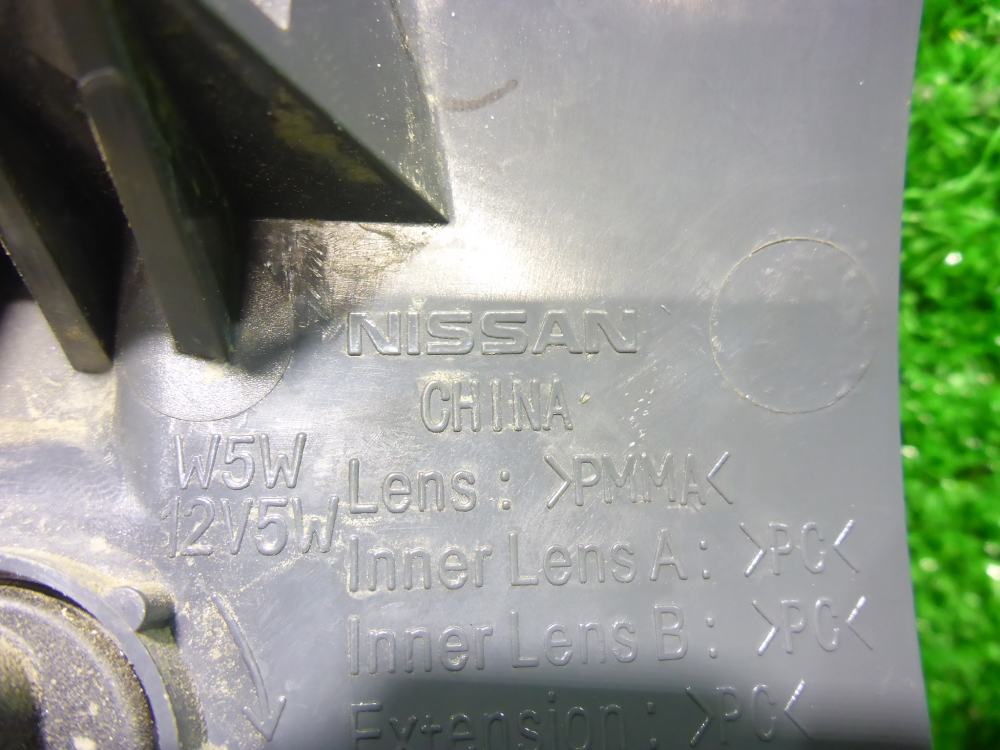 NISSAN
CHINA
W5W
12V5W
Lens : >PMMA<
Inner Lens A : >PC<
Inner Lens B : >PC<
Extension : >PC<